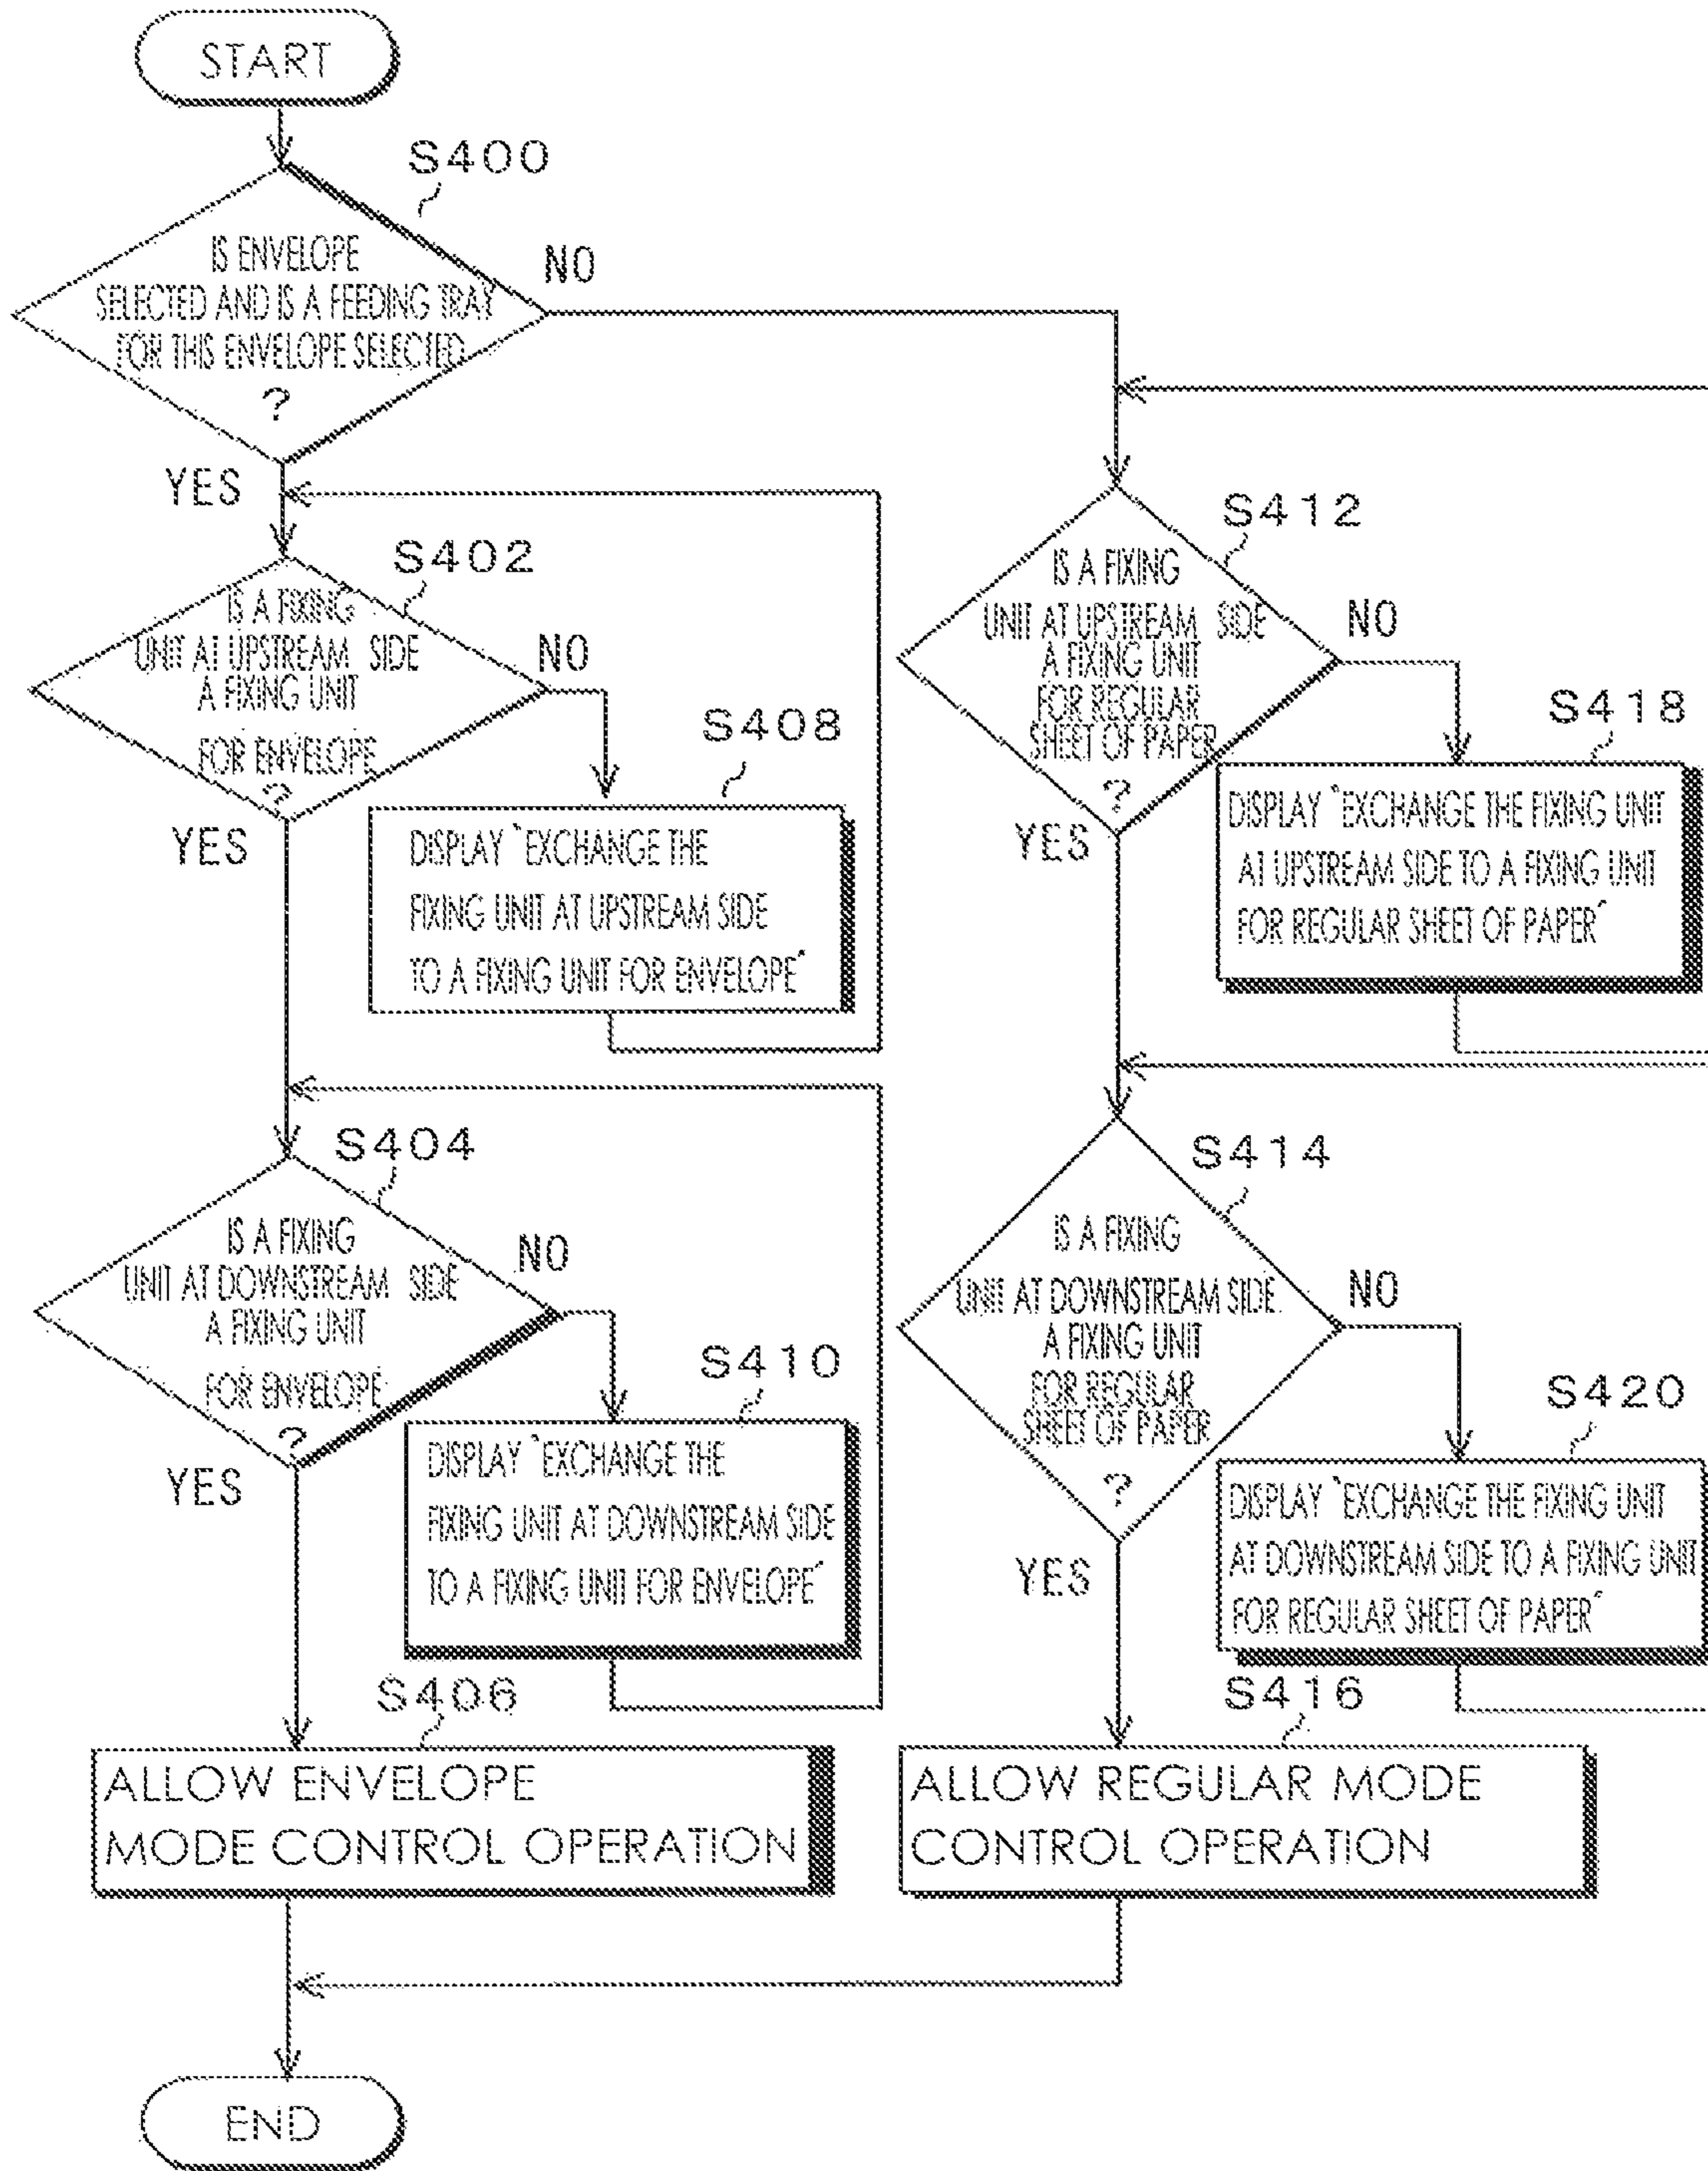 START
S400
IS ENVELOPE
SELECTED AND IS A FEEDING TRAY
FOR THIS ENVELOPE SELECTED
?
NO
YES
S402
IS A FIXING
UNIT AT UPSTREAM SIDE
A FIXING UNIT
FOR ENVELOPE
?
NO
YES
S408
DISPLAY "EXCHANGE THE
FIXING UNIT AT UPSTREAM SIDE
TO A FIXING UNIT FOR ENVELOPE"
S404
IS A FIXING
UNIT AT DOWNSTREAM SIDE
A FIXING UNIT
FOR ENVELOPE
?
NO
YES
S410
DISPLAY "EXCHANGE THE
FIXING UNIT AT DOWNSTREAM SIDE
TO A FIXING UNIT FOR ENVELOPE"
S406
ALLOW ENVELOPE
MODE CONTROL OPERATION
S412
IS A FIXING
UNIT AT UPSTREAM SIDE
A FIXING UNIT
FOR REGULAR
SHEET OF PAPER
?
NO
YES
S418
DISPLAY "EXCHANGE THE FIXING UNIT
AT UPSTREAM SIDE TO A FIXING UNIT
FOR REGULAR SHEET OF PAPER"
S414
IS A FIXING
UNIT AT DOWNSTREAM SIDE
A FIXING UNIT
FOR REGULAR
SHEET OF PAPER
?
NO
YES
S420
DISPLAY "EXCHANGE THE FIXING UNIT
AT DOWNSTREAM SIDE TO A FIXING UNIT
FOR REGULAR SHEET OF PAPER"
S416
ALLOW REGULAR MODE
CONTROL OPERATION
END